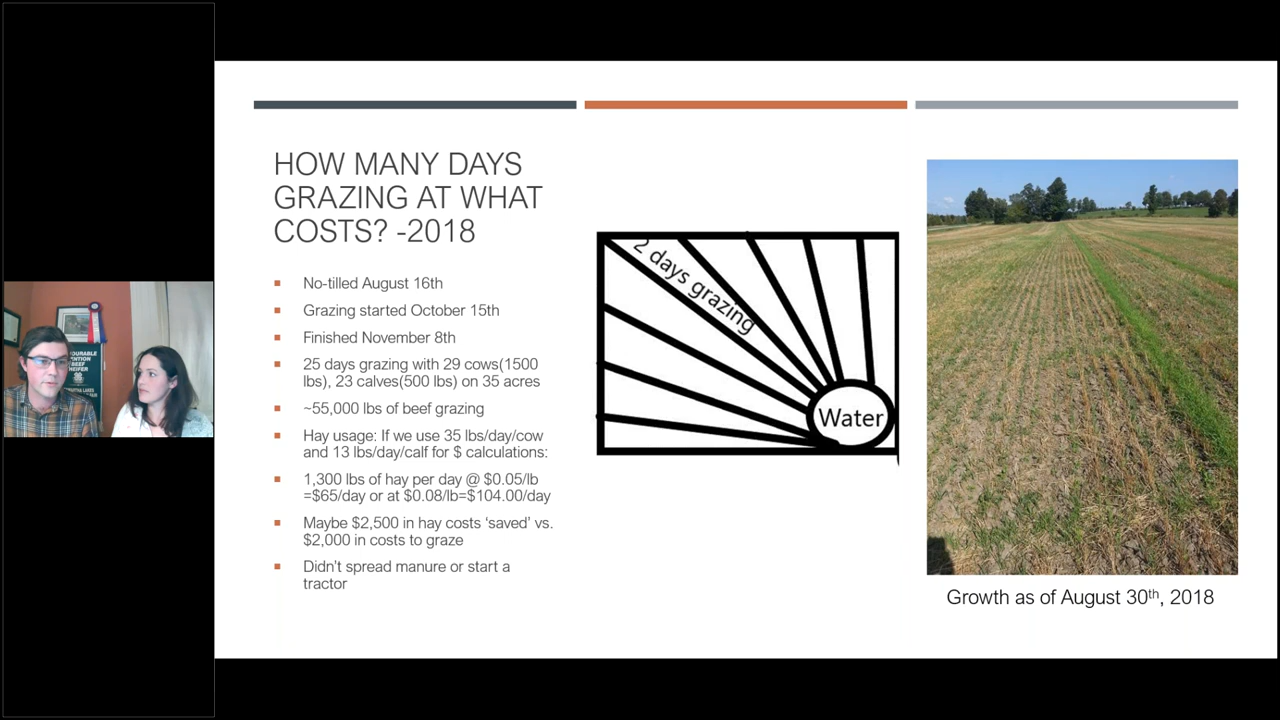 HOW MANY DAYS
GRAZING AT WHAT
COSTS? -2018
No-tilled August 16th
Grazing started October 15th
Finished November 8th
25 days grazing with 29 cows(1500
lbs), 23 calves(500 lbs) on 35 acres
~55,000 lbs of beef grazing
Hay usage: If we use 35 lbs/day/cow
and 13 lbs/day/calf for $ calculations:
1,300 lbs of hay per day @ $0.05/lb
=$65/day or at $0.08/lb=$104.00/day
Maybe $2,500 in hay costs ‘saved’ vs.
$2,000 in costs to graze
Didn’t spread manure or start a
tractor
2 days grazing
Water
Growth as of August 30th, 2018